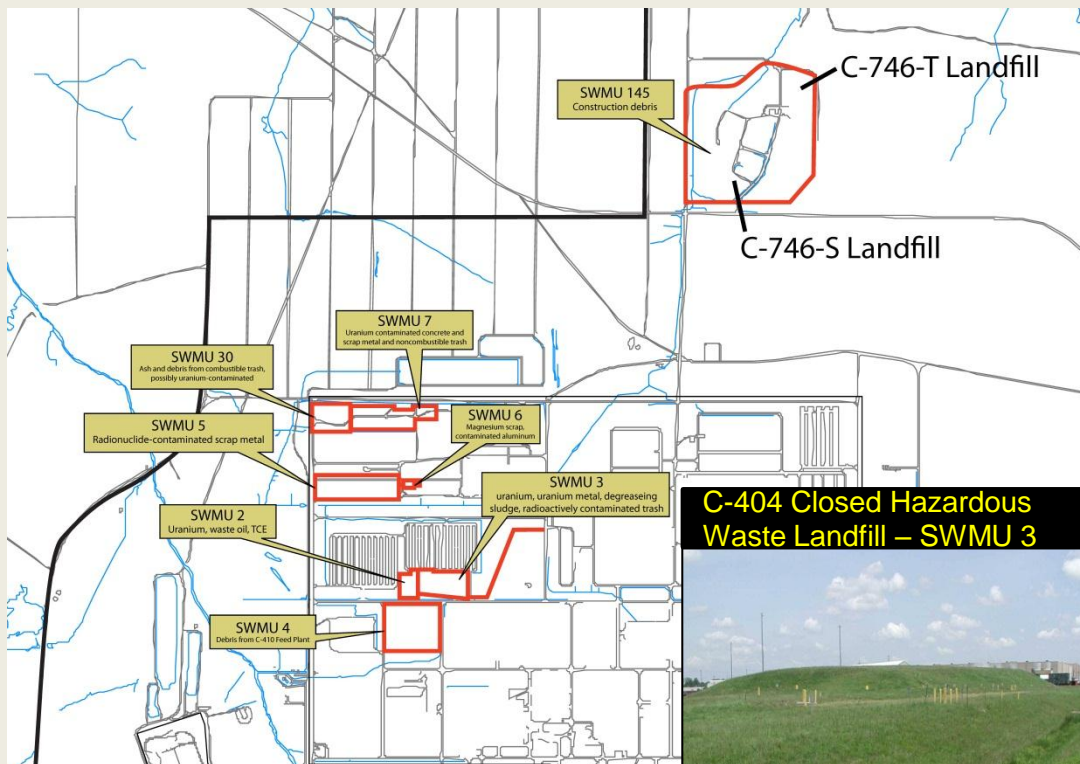 C-746-T Landfill
SWMU 145
Construction debris
C-746-S Landfill
SWMU 7
Uranium contaminated concrete and
scrap metal and noncombustible trash
SWMU 30
Ash and debris from combustible trash,
possibly uranium-contaminated
SWMU 5
Radionuclide-contaminated scrap metal
SWMU 6
Magnesium scrap,
contaminated aluminum
SWMU 3
uranium, uranium metal, degreaseing
sludge, radioactively contaminated trash
SWMU 2
Uranium, waste oil, TCE
SWMU 4
Debris from C-410 Feed Plant
C-404 Closed Hazardous
Waste Landfill – SWMU 3